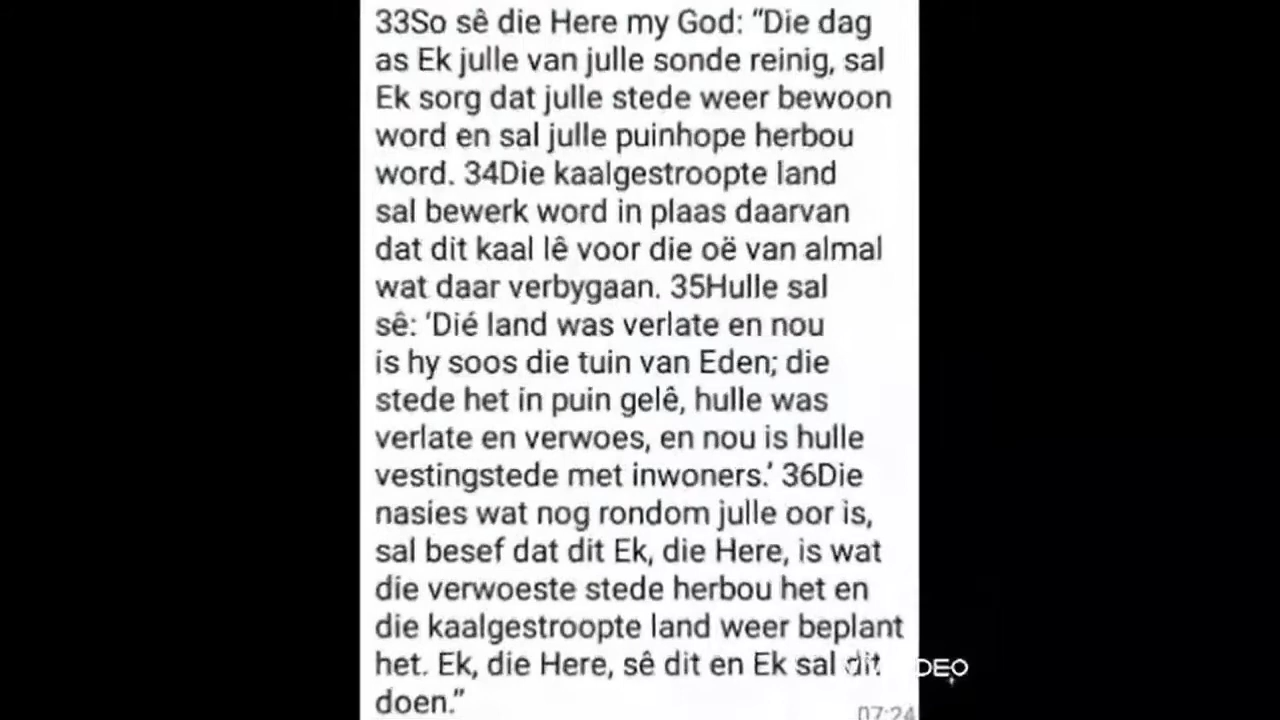 33So sê die Here my God: “Die dag
as Ek julle van julle sonde reinig, sal
Ek sorg dat julle stede weer bewoon
word en sal julle puinhope herbou
word. 34Die kaalgestroopte land
sal bewerk word in plaas daarvan
dat dit kaal lê voor die oë van almal
wat daar verbygaan. 35Hulle sal
sê: ‘Dié land was verlate en nou
is hy soos die tuin van Eden; die
stede het in puin gelê, hulle was
verlate en verwoes, en nou is hulle
vestingstede met inwoners.’ 36Die
nasies wat nog rondom julle oor is,
sal besef dat dit Ek, die Here, is wat
die verwoeste stede herbou het en
die kaalgestroopte land weer beplant
het. Ek, die Here, sê dit en Ek sal dit
doen.”
07:24